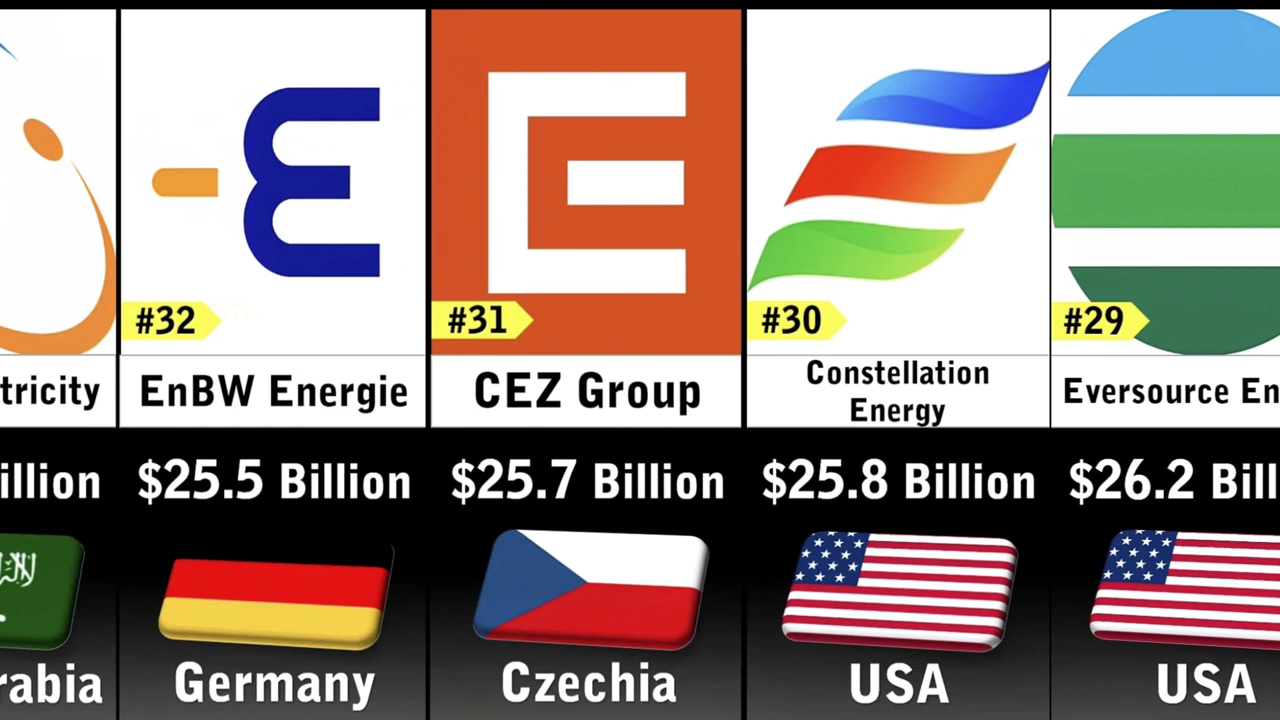 tricity
illion
rabia
#32
EnBW Energie
$25.5 Billion
Germany
#31
CEZ Group
$25.7 Billion
Czechia
#30
Constellation
Energy
$25.8 Billion
USA
#29
Eversource En
$26.2 Bill
USA